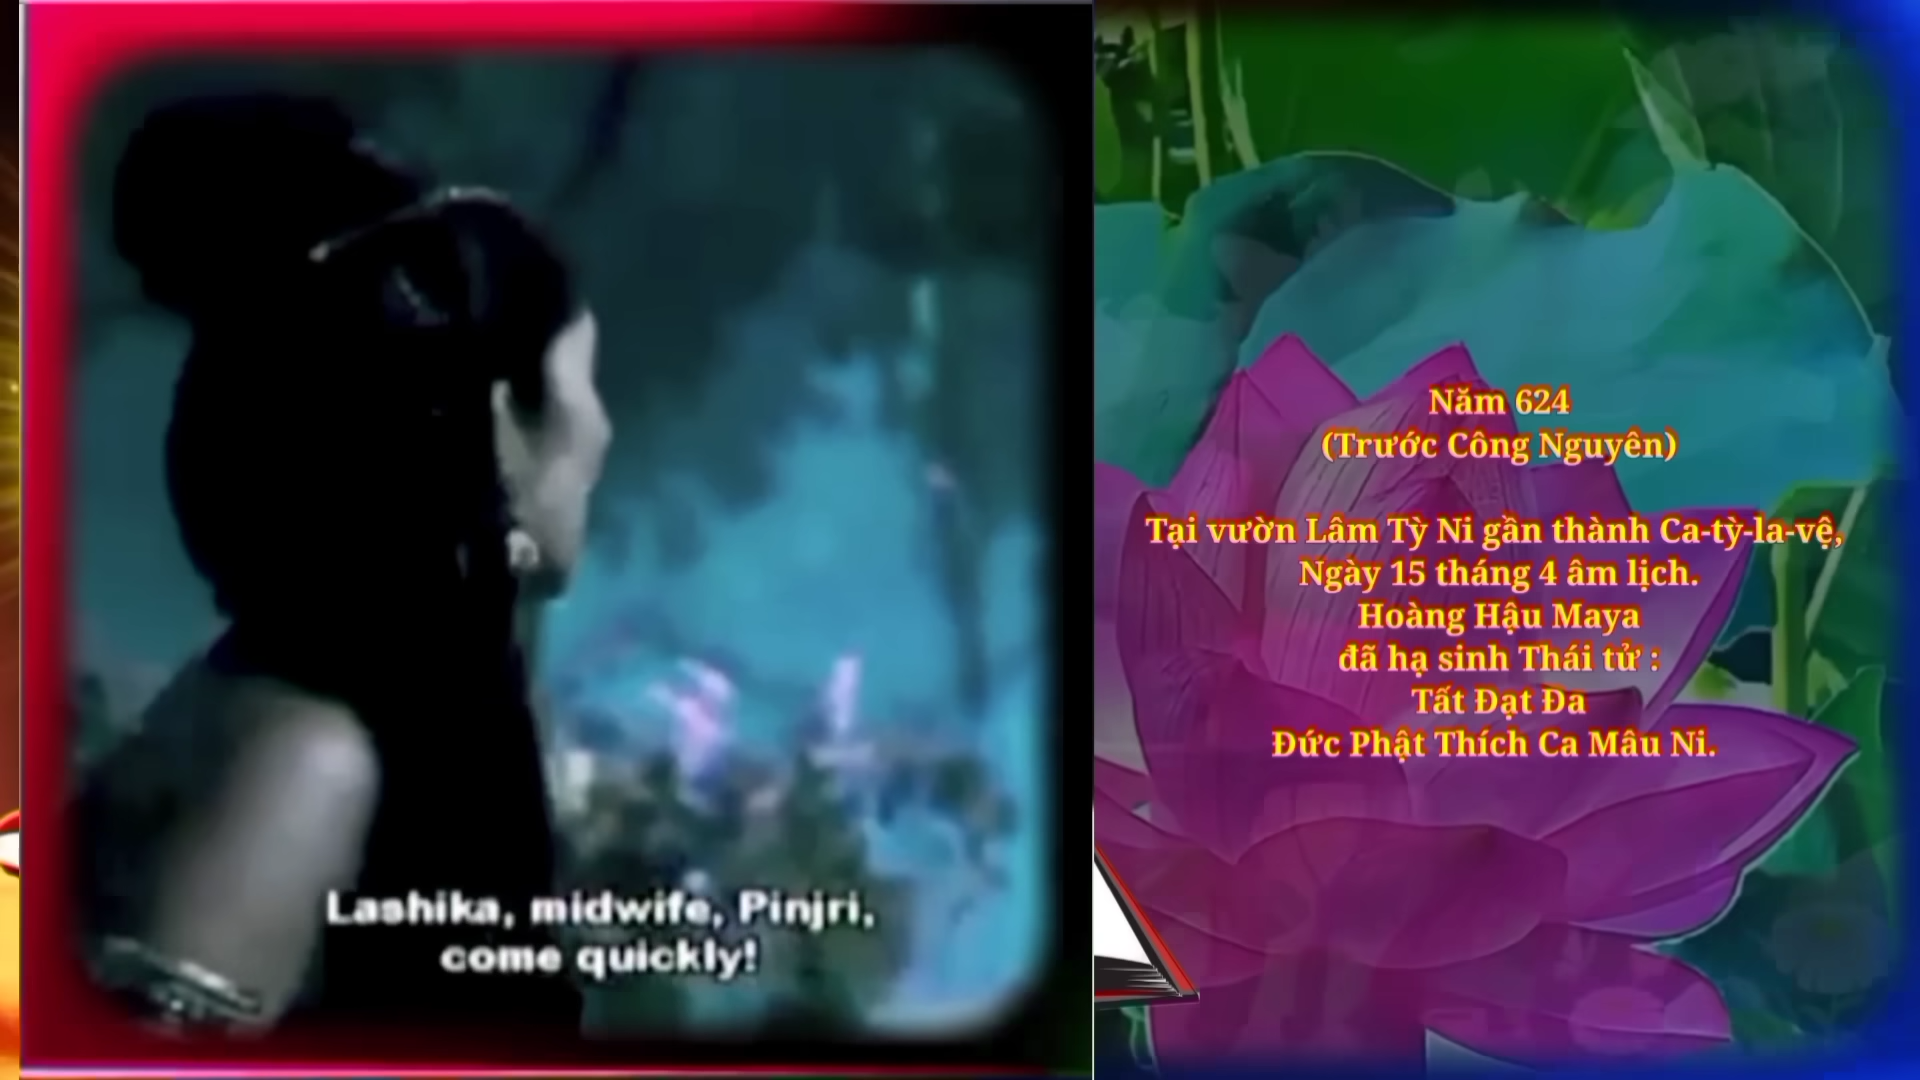 Lashika, midwife, Pinjri,
come quickly!
Năm 624
(Trước Công Nguyên)
Tại vườn Lâm Tỳ Ni gần thành Ca-tỳ-la-vệ,
Ngày 15 tháng 4 âm lịch.
Hoàng Hậu Maya
đã hạ sinh Thái tử :
Tất Đạt Đa
Đức Phật Thích Ca Mâu Ni.